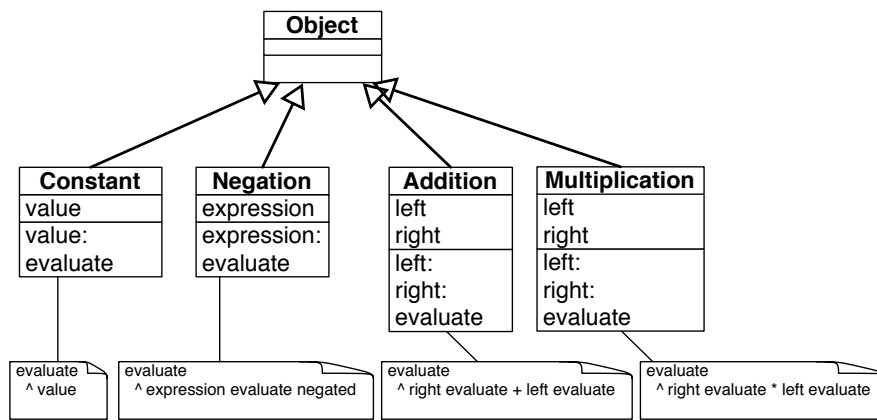 Object
Constant
value
value:
evaluate
Negation
expression
expression:
evaluate
Addition
left
right
left:
right:
evaluate
Multiplication
left
right
left:
right:
evaluate
evaluate
^ value
evaluate
^ expression evaluate negated
evaluate
^ right evaluate + left evaluate
evaluate
^ right evaluate * left evaluate